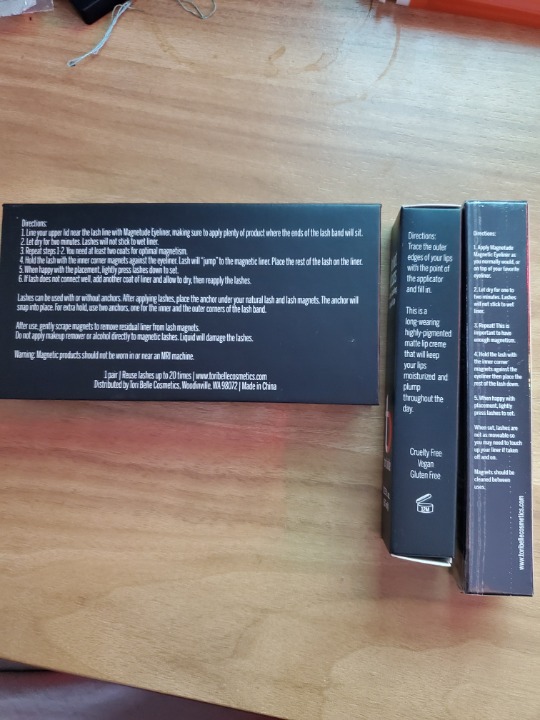 Directions:
1. Line your upper lid near the lash line with Magnetude Eyeliner, making sure to apply plenty of product where the ends of the lash band will sit.
2. Let dry for two minutes. Lashes will not stick to wet liner.
3. Repeat steps 1-2. You need at least two coats for optimal magnetism.
4. Hold the lash with the inner corner magnets against the eyeliner. Lash will "jump" to the magnetic liner. Place the rest of the lash on the liner.
5. When happy with the placement, lightly press lashes down to set.
6. If lash does not connect well, add another coat of liner and allow to dry, then reapply the lashes.
Lashes can be used with or without anchors. After applying lashes, place the anchor under your natural lash and lash magnets. The anchor will
snap into place. For extra hold, use two anchors, one for the inner and the outer corners of the lash band.
After use, gently scrape magnets to remove residual liner from lash magnets.
Do not apply makeup remover or alcohol directly to magnetic lashes. Liquid will damage the lashes.
Warning: Magnetic products should not be worn in or near an MRI machine.
1 pair | Reuse lashes up to 20 times | www.toribellecosmetics.com
Distributed by Tori Belle Cosmetics, Woodinville, WA 98072 | Made in China
Directions:
Trace the outer
edges of your lips
with the point of
the applicator
and fill in.
This is a
long-wearing
highly-pigmented
matte lip creme
that will keep
your lips
moisturized and
plump
throughout the
day.
Cruelty Free
Vegan
Gluten Free
Directions:
1. Apply Magnetude
Magnetic Eyeliner as
you normally would, or
on top of your favorite
eyeliner.
2. Let dry for one to
two minutes. Lashes
will not stick to wet
liner.
3. Repeat! This is
important to have
enough magnetism.
4. Hold the lash with
the inner corner
magnets against the
eyeliner then place the
rest of the lash down.
5. When happy with
placement, lightly
press lashes to set.
When set, lashes are
not as moveable so
you may need to touch
up your liner if taken
off and on.
Magnets should be
cleaned between
uses.
www.toribellecosmetics.com